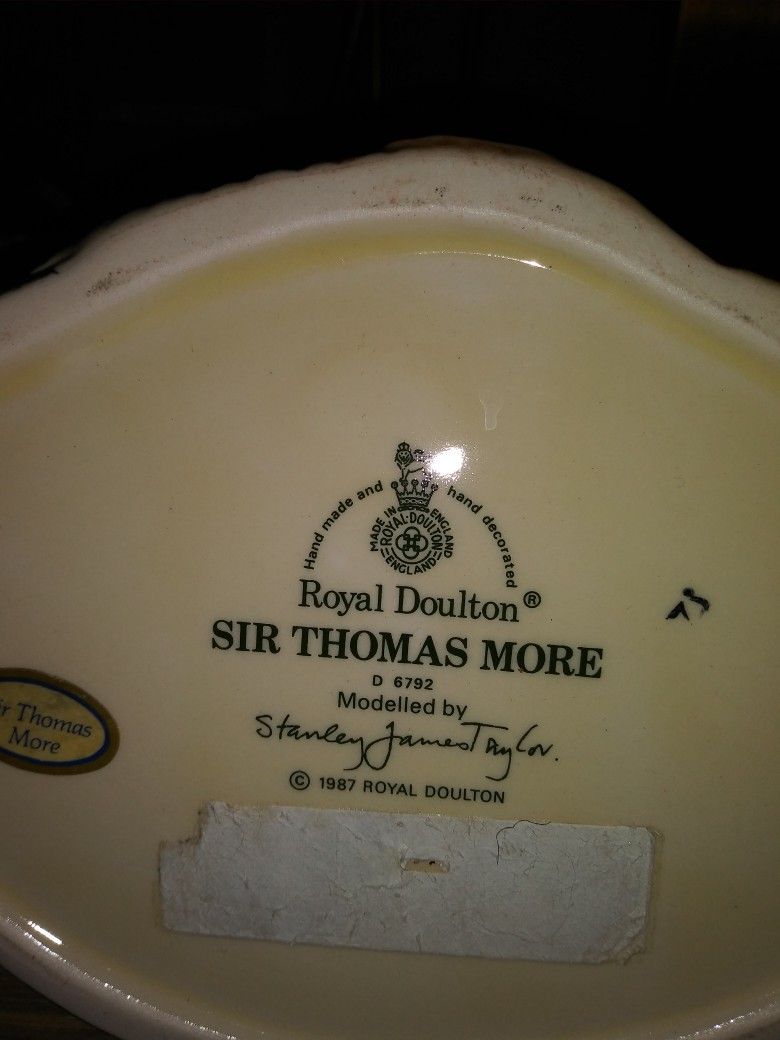 Hand made and hand decorated
MADE IN ENGLAND
ROYAL·DOULTON
ENGLAND
Royal Doulton®
SIR THOMAS MORE
D 6792
Modelled by
Stanley James Taylor.
© 1987 ROYAL DOULTON
ir Thomas
More